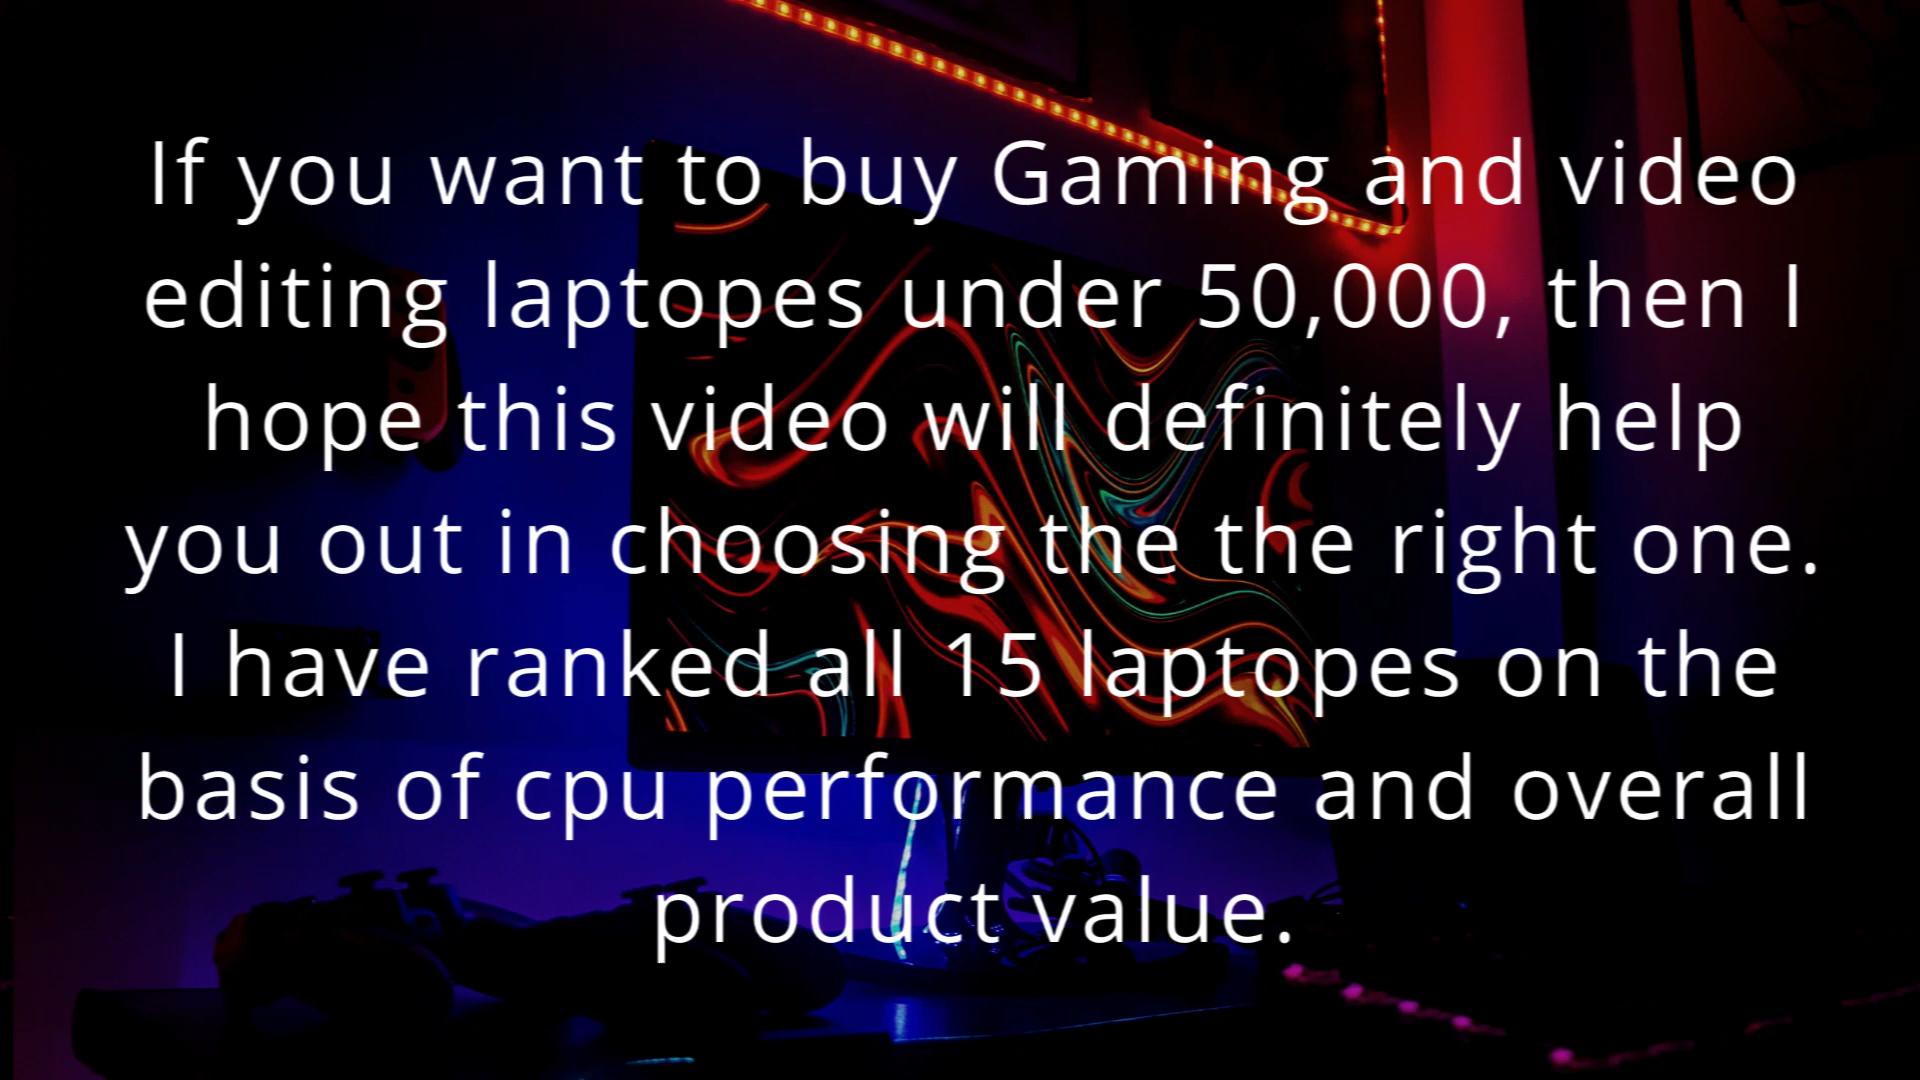 If you want to buy Gaming and video
editing laptopes under 50,000, then I
hope this video will definitely help
you out in choosing the the right one.
I have ranked all 15 laptopes on the
basis of cpu performance and overall
product value.